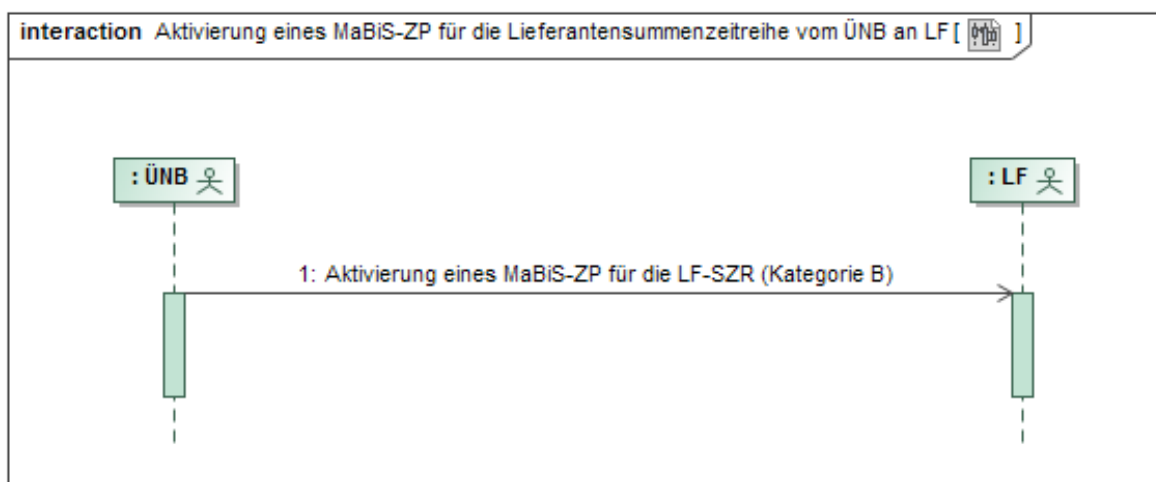 interaction Aktivierung eines MaBiS-ZP für die Lieferantensummenzeitreihe vom ÜNB an LF [ ]
: ÜNB
: LF
1: Aktivierung eines MaBiS-ZP für die LF-SZR (Kategorie B)